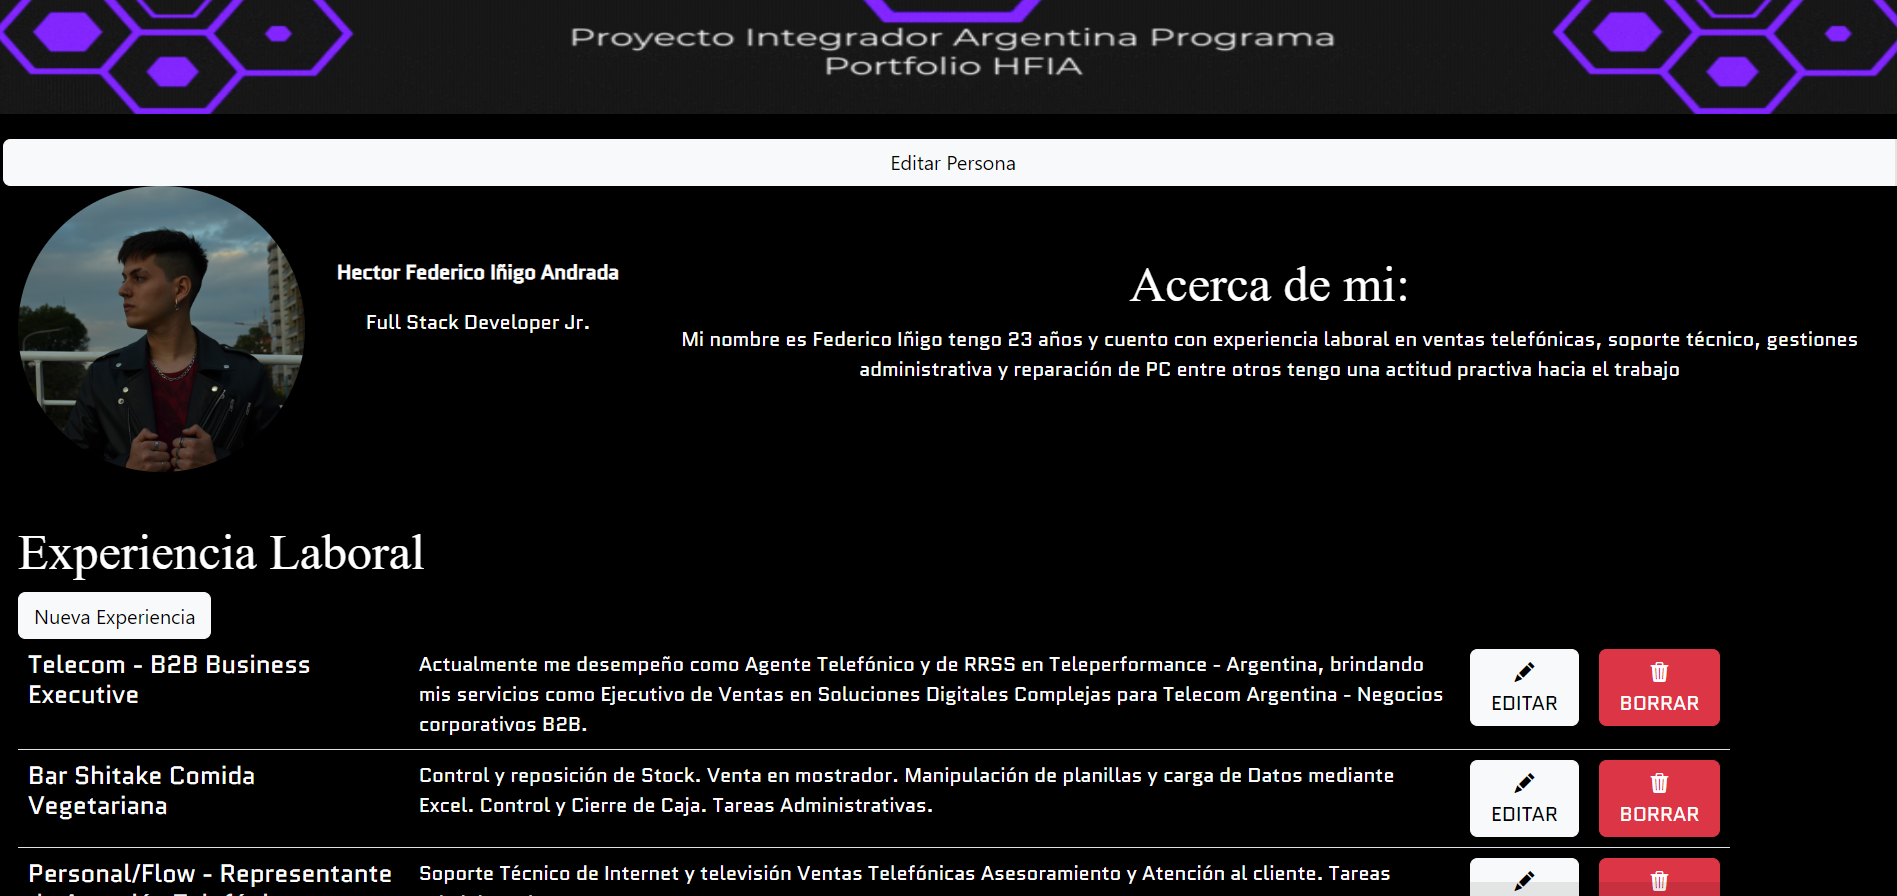 Proyecto Integrador Argentina Programa
Portfolio HFIA
Editar Persona
Hector Federico Iñigo Andrada
Full Stack Developer Jr.
Acerca de mi:
Mi nombre es Federico Iñigo tengo 23 años y cuento con experiencia laboral en ventas telefónicas, soporte técnico, gestiones
administrativa y reparación de PC entre otros tengo una actitud practiva hacia el trabajo
Experiencia Laboral
Nueva Experiencia
Telecom - B2B Business
Executive
Actualmente me desempeño como Agente Telefónico y de RRSS en Teleperformance - Argentina, brindando
mis servicios como Ejecutivo de Ventas en Soluciones Digitales Complejas para Telecom Argentina - Negocios
corporativos B2B.
EDITAR
BORRAR
Bar Shitake Comida
Vegetariana
Control y reposición de Stock. Venta en mostrador. Manipulación de planillas y carga de Datos mediante
Excel. Control y Cierre de Caja. Tareas Administrativas.
EDITAR
BORRAR
Personal/Flow - Representante
Soporte Técnico de Internet y televisión Ventas Telefónicas Asesoramiento y Atención al cliente. Tareas